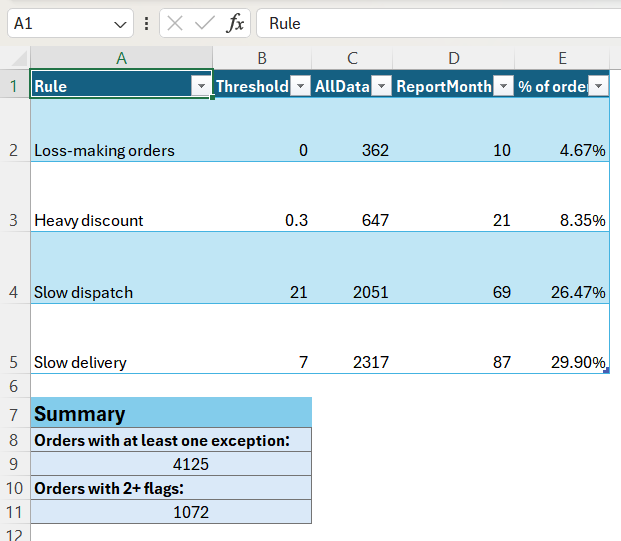 A1 fx Rule
A B C D E
1 Rule Threshold AllData ReportMonth % of orde
2 Loss-making orders 0 362 10 4.67%
3 Heavy discount 0.3 647 21 8.35%
4 Slow dispatch 21 2051 69 26.47%
5 Slow delivery 7 2317 87 29.90%
6
7 Summary
8 Orders with at least one exception:
9 4125
10 Orders with 2+ flags:
11 1072
12